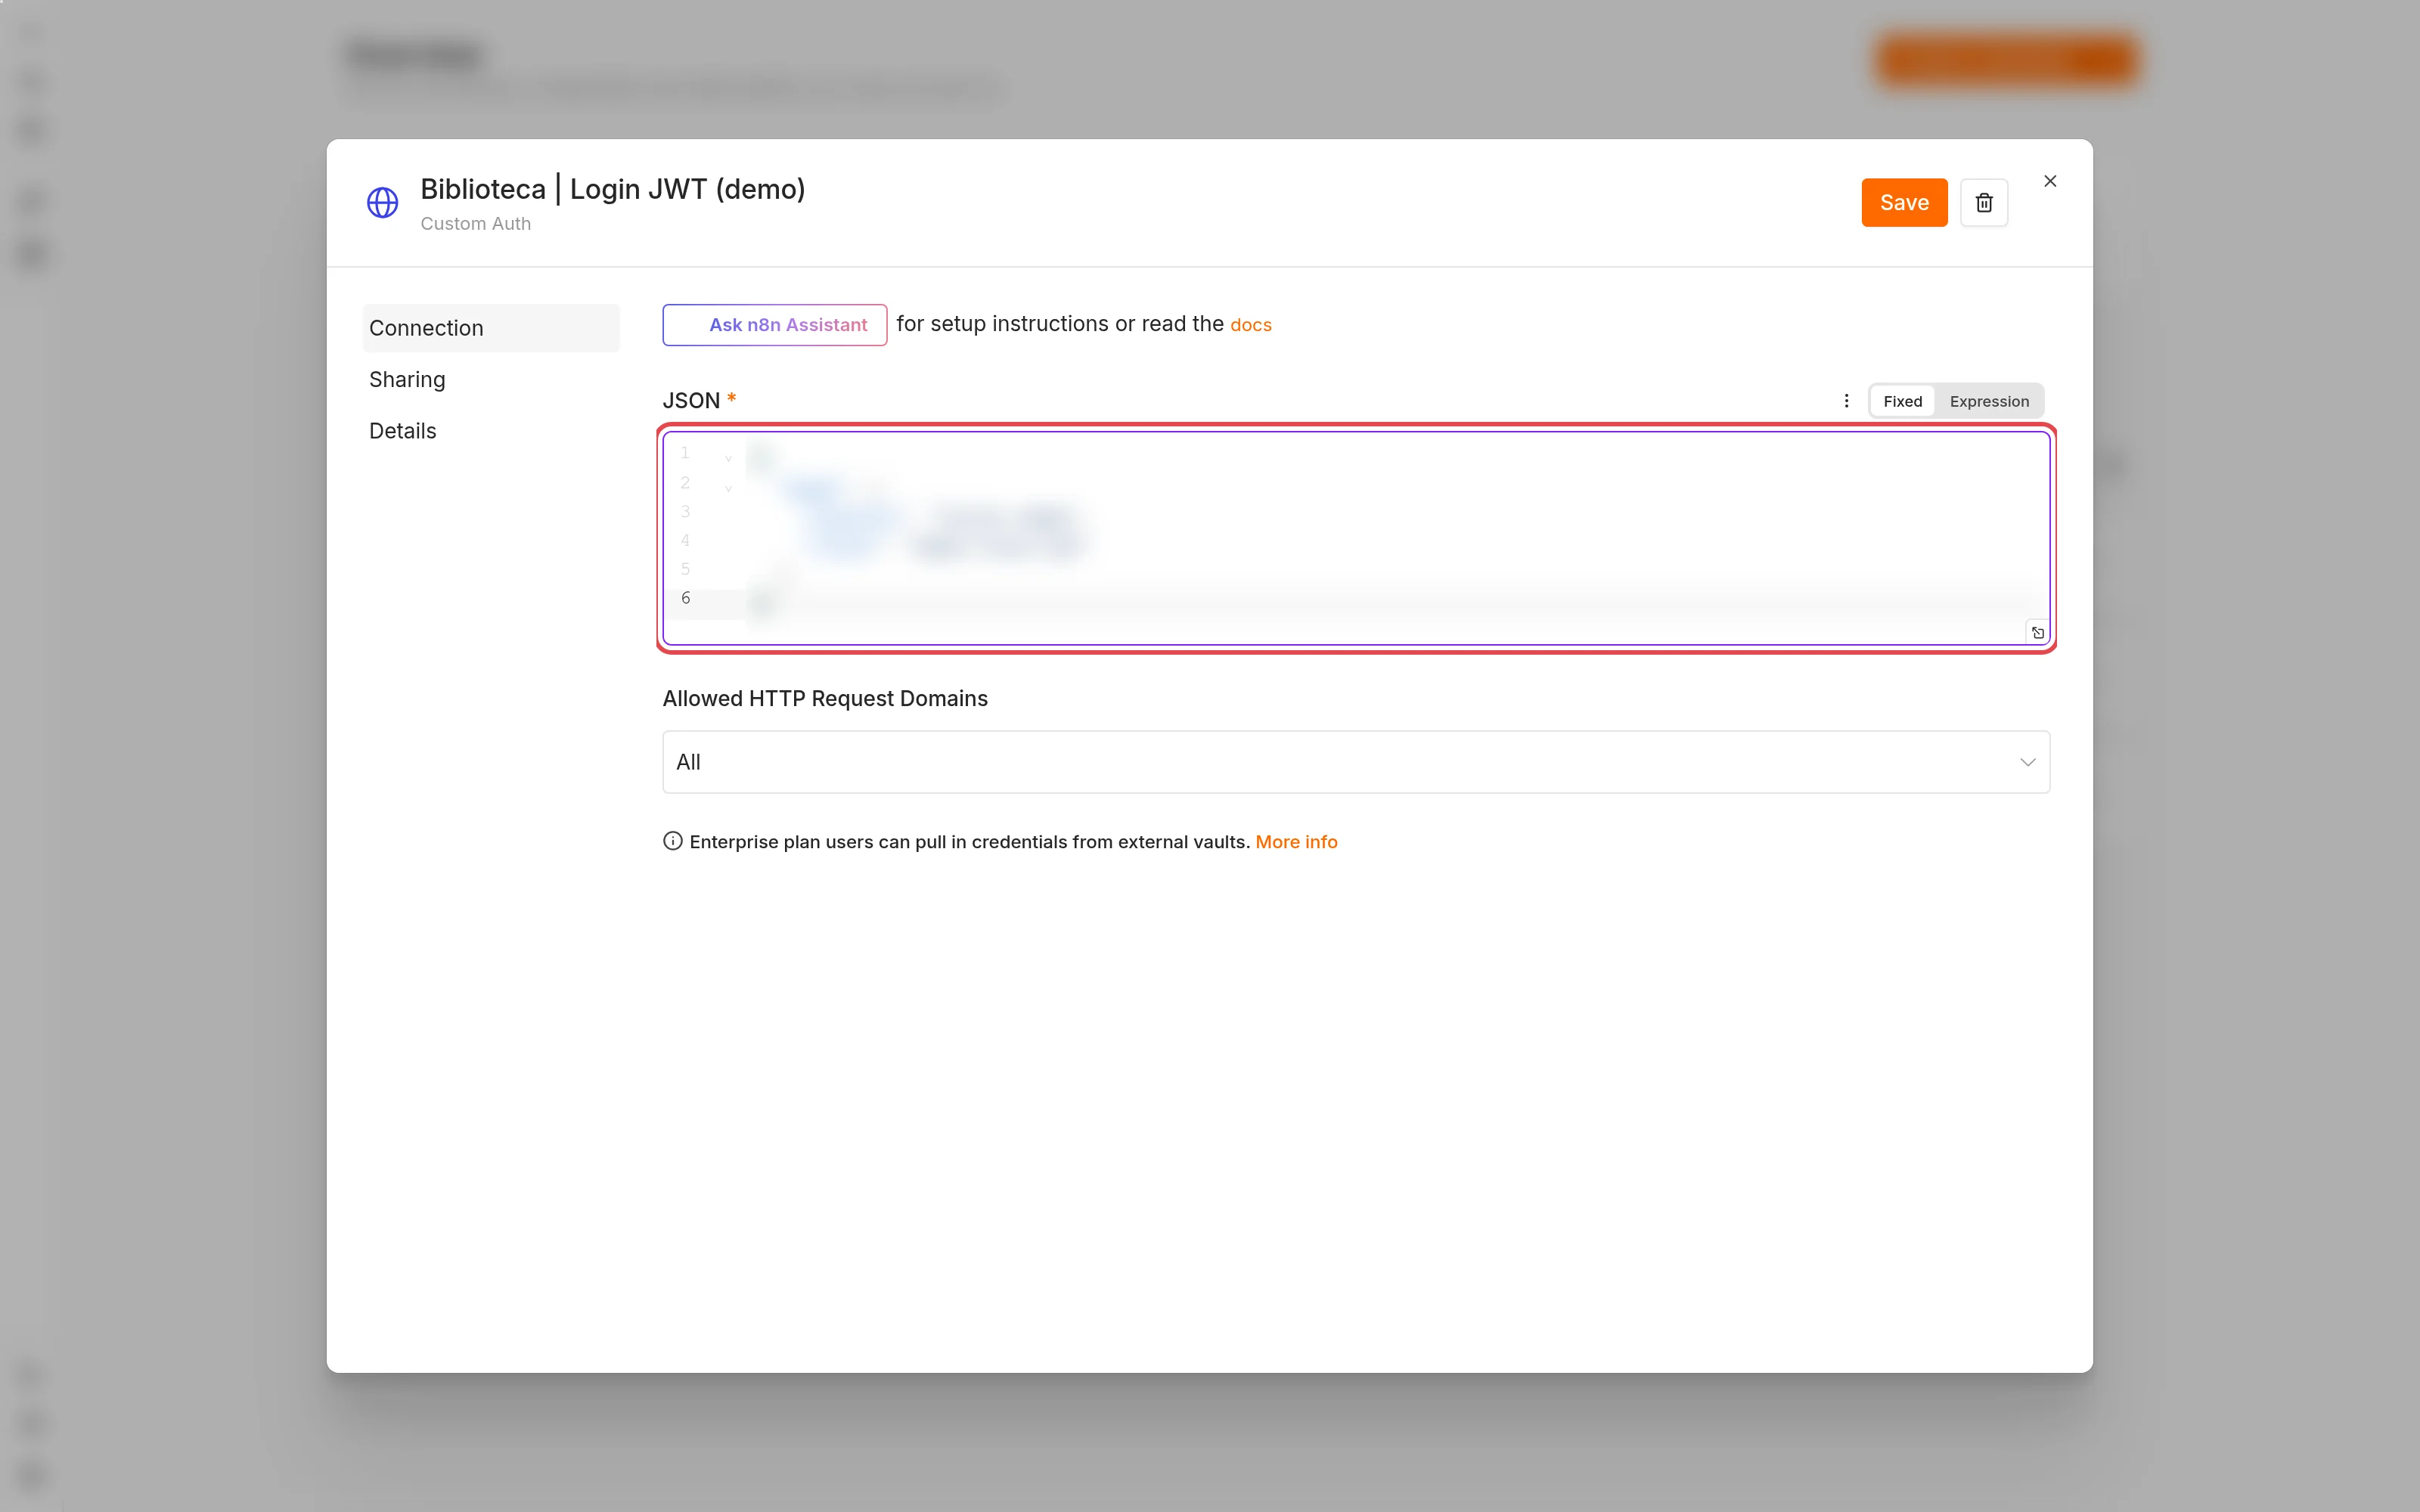 Biblioteca | Login JWT (demo)
Custom Auth
Save
Connection
Sharing
Details
Ask n8n Assistant for setup instructions or read the docs
JSON *
Fixed Expression
1
2
3
4
5
6
Allowed HTTP Request Domains
All
Enterprise plan users can pull in credentials from external vaults. More info